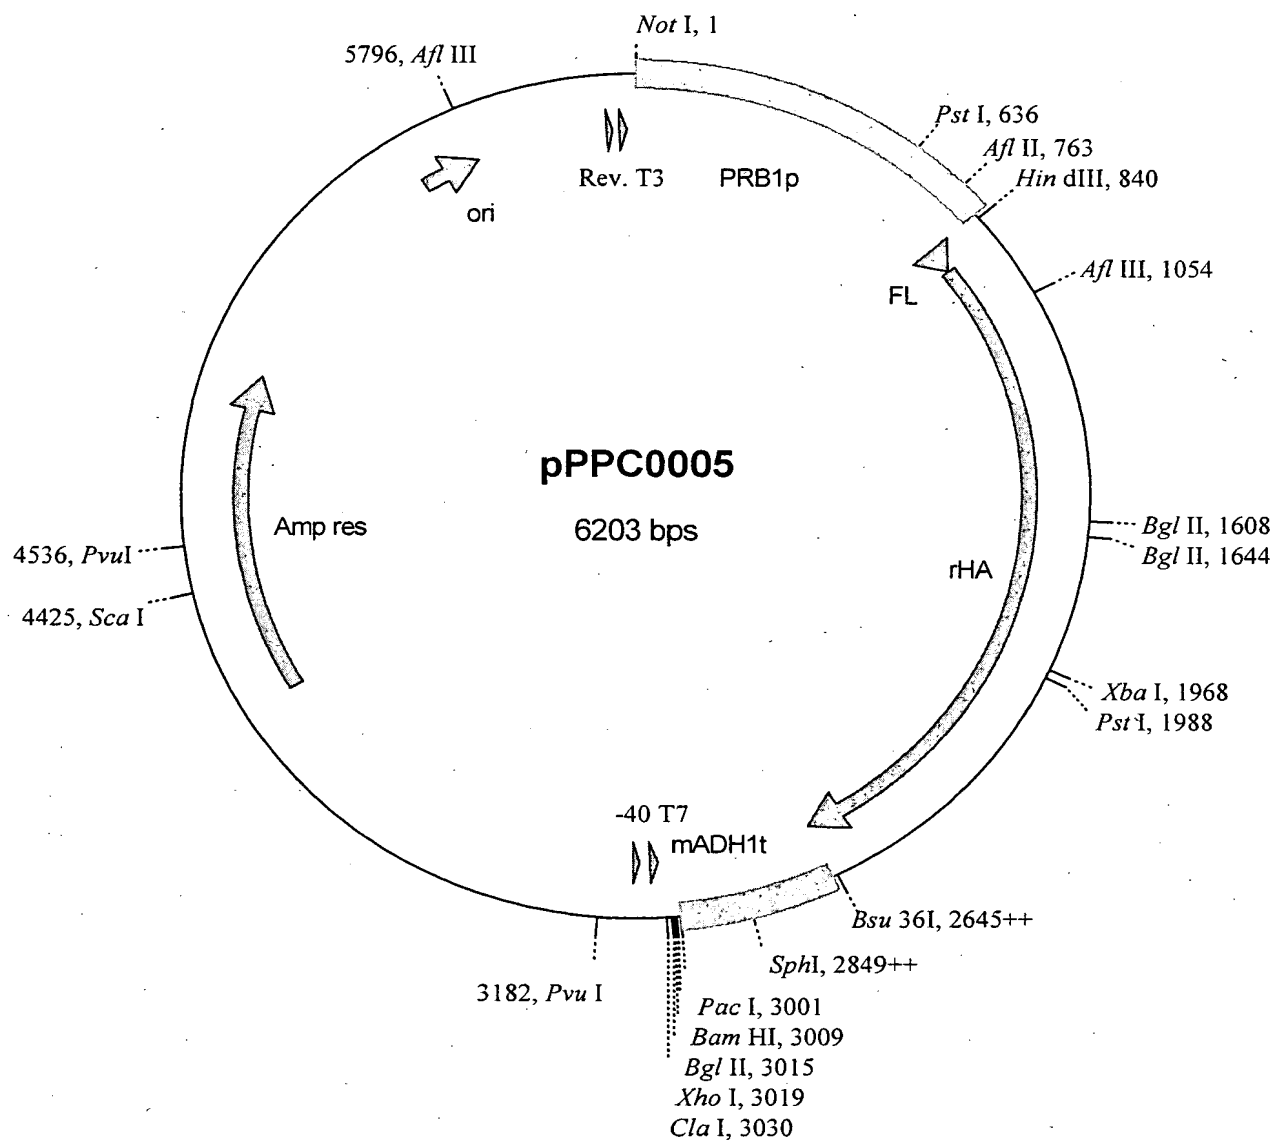 Not I, 1
5796, Afl III
Pst I, 636
Afl II, 763
Hin dIII, 840
Rev. T3
PRB1p
ori
Afl III, 1054
FL
pPPC0005
6203 bps
Amp res
Bgl II, 1608
Bgl II, 1644
4536, PvuI
rHA
4425, Sca I
Xba I, 1968
Pst I, 1988
-40 T7
mADH1t
Bsu 36I, 2645++
SphI, 2849++
3182, Pvu I
Pac I, 3001
Bam HI, 3009
Bgl II, 3015
Xho I, 3019
Cla I, 3030